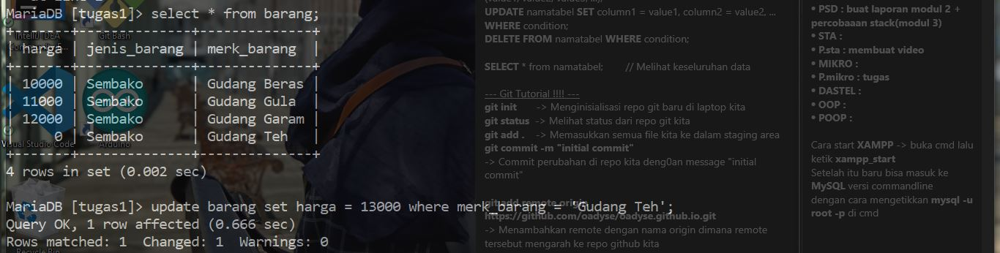 MariaDB [tugas1]> select * from barang;
+-------+--------------+--------------+
| harga | jenis_barang | merk_barang  |
+-------+--------------+--------------+
| 10000 | Sembako      | Gudang Beras |
| 11000 | Sembako      | Gudang Gula  |
| 12000 | Sembako      | Gudang Garam |
|     0 | Sembako      | Gudang Teh   |
+-------+--------------+--------------+
4 rows in set (0.002 sec)
MariaDB [tugas1]> update barang set harga = 13000 where merk_barang = 'Gudang Teh';
Query OK, 1 row affected (0.666 sec)
Rows matched: 1  Changed: 1  Warnings: 0
IntelliJ IDEA
Git Bash
Visual Studio Code
Arduino
Recycle Bin
UPDATE namatabel SET column1 = value1, column2 = value2, ...
WHERE condition;
DELETE FROM namatabel WHERE condition;
SELECT * from namatabel; // Melihat keseluruhan data
--- Git Tutorial !!!! ---
git init -> Menginisialisasi repo git baru di laptop kita
git status -> Melihat status dari repo git kita
git add . -> Memasukkan semua file kita ke dalam staging area
git commit -m "initial commit"
-> Commit perubahan di repo kita deng0an message "initial
commit"
git add remote origin
https://github.com/oadyse/oadyse.github.io.git
-> Menambahkan remote dengan nama origin dimana remote
tersebut mengarah ke repo github kita
• PSD : buat laporan modul 2 +
percobaaan stack(modul 3)
• STA :
• P.sta : membuat video
• MIKRO :
• P.mikro : tugas
• DASTEL :
• OOP :
• POOP :
Cara start XAMPP -> buka cmd lalu
ketik xampp_start
Setelah itu baru bisa masuk ke
MySQL versi commandline
dengan cara mengetikkan mysql -u
root -p di cmd